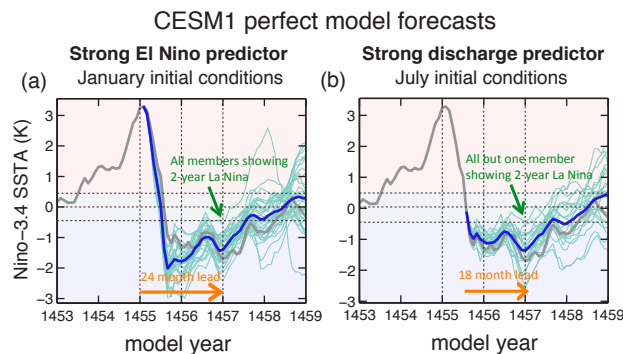 CESM1 perfect model forecasts
Strong El Nino predictor
January initial conditions
(a)
Nino-3.4 SSTA (K)
3
2
1
0
-1
-2
-3
All members showing
2-year La Nina
24 month lead
1453 1454 1455 1456 1457 1458 1459
model year
Strong discharge predictor
July initial conditions
(b)
3
2
1
0
-1
-2
-3
All but one member
showing 2-year La Nina
18 month lead
1453 1454 1455 1456 1457 1458 1459
model year